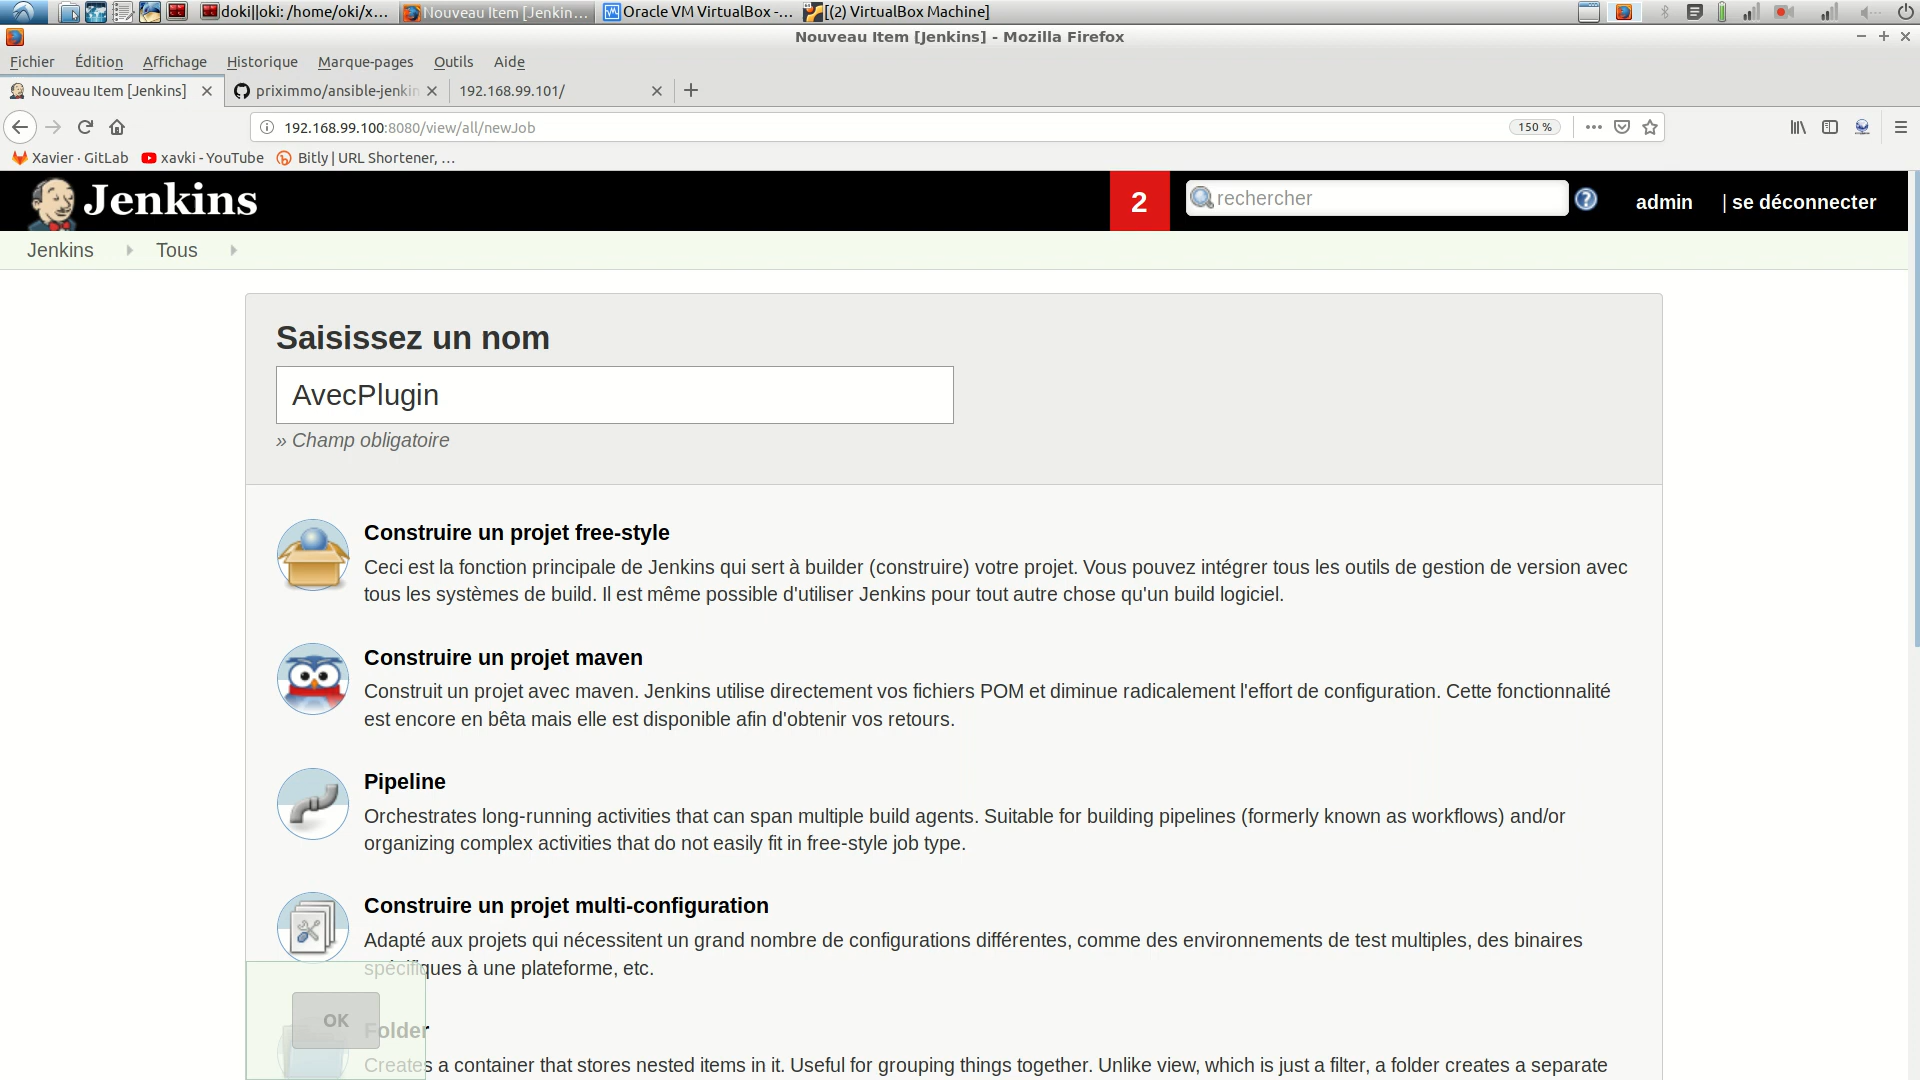 doki||oki: /home/oki/x... Nouveau Item [Jenkin... Oracle VM VirtualBox -... [(2) VirtualBox Machine]
Nouveau Item [Jenkins] - Mozilla Firefox
Fichier Édition Affichage Historique Marque-pages Outils Aide
Nouveau Item [Jenkins] priximmo/ansible-jenkin 192.168.99.101/
192.168.99.100:8080/view/all/newJob 150 %
Xavier · GitLab xavki - YouTube Bitly | URL Shortener, ...
Jenkins 2 rechercher admin | se déconnecter
Jenkins Tous
Saisissez un nom
AvecPlugin
» Champ obligatoire
Construire un projet free-style
Ceci est la fonction principale de Jenkins qui sert à builder (construire) votre projet. Vous pouvez intégrer tous les outils de gestion de version avec
tous les systèmes de build. Il est même possible d'utiliser Jenkins pour tout autre chose qu'un build logiciel.
Construire un projet maven
Construit un projet avec maven. Jenkins utilise directement vos fichiers POM et diminue radicalement l'effort de configuration. Cette fonctionnalité
est encore en bêta mais elle est disponible afin d'obtenir vos retours.
Pipeline
Orchestrates long-running activities that can span multiple build agents. Suitable for building pipelines (formerly known as workflows) and/or
organizing complex activities that do not easily fit in free-style job type.
Construire un projet multi-configuration
Adapté aux projets qui nécessitent un grand nombre de configurations différentes, comme des environnements de test multiples, des binaires
spécifiques à une plateforme, etc.
OK
Folder
Creates a container that stores nested items in it. Useful for grouping things together. Unlike view, which is just a filter, a folder creates a separate